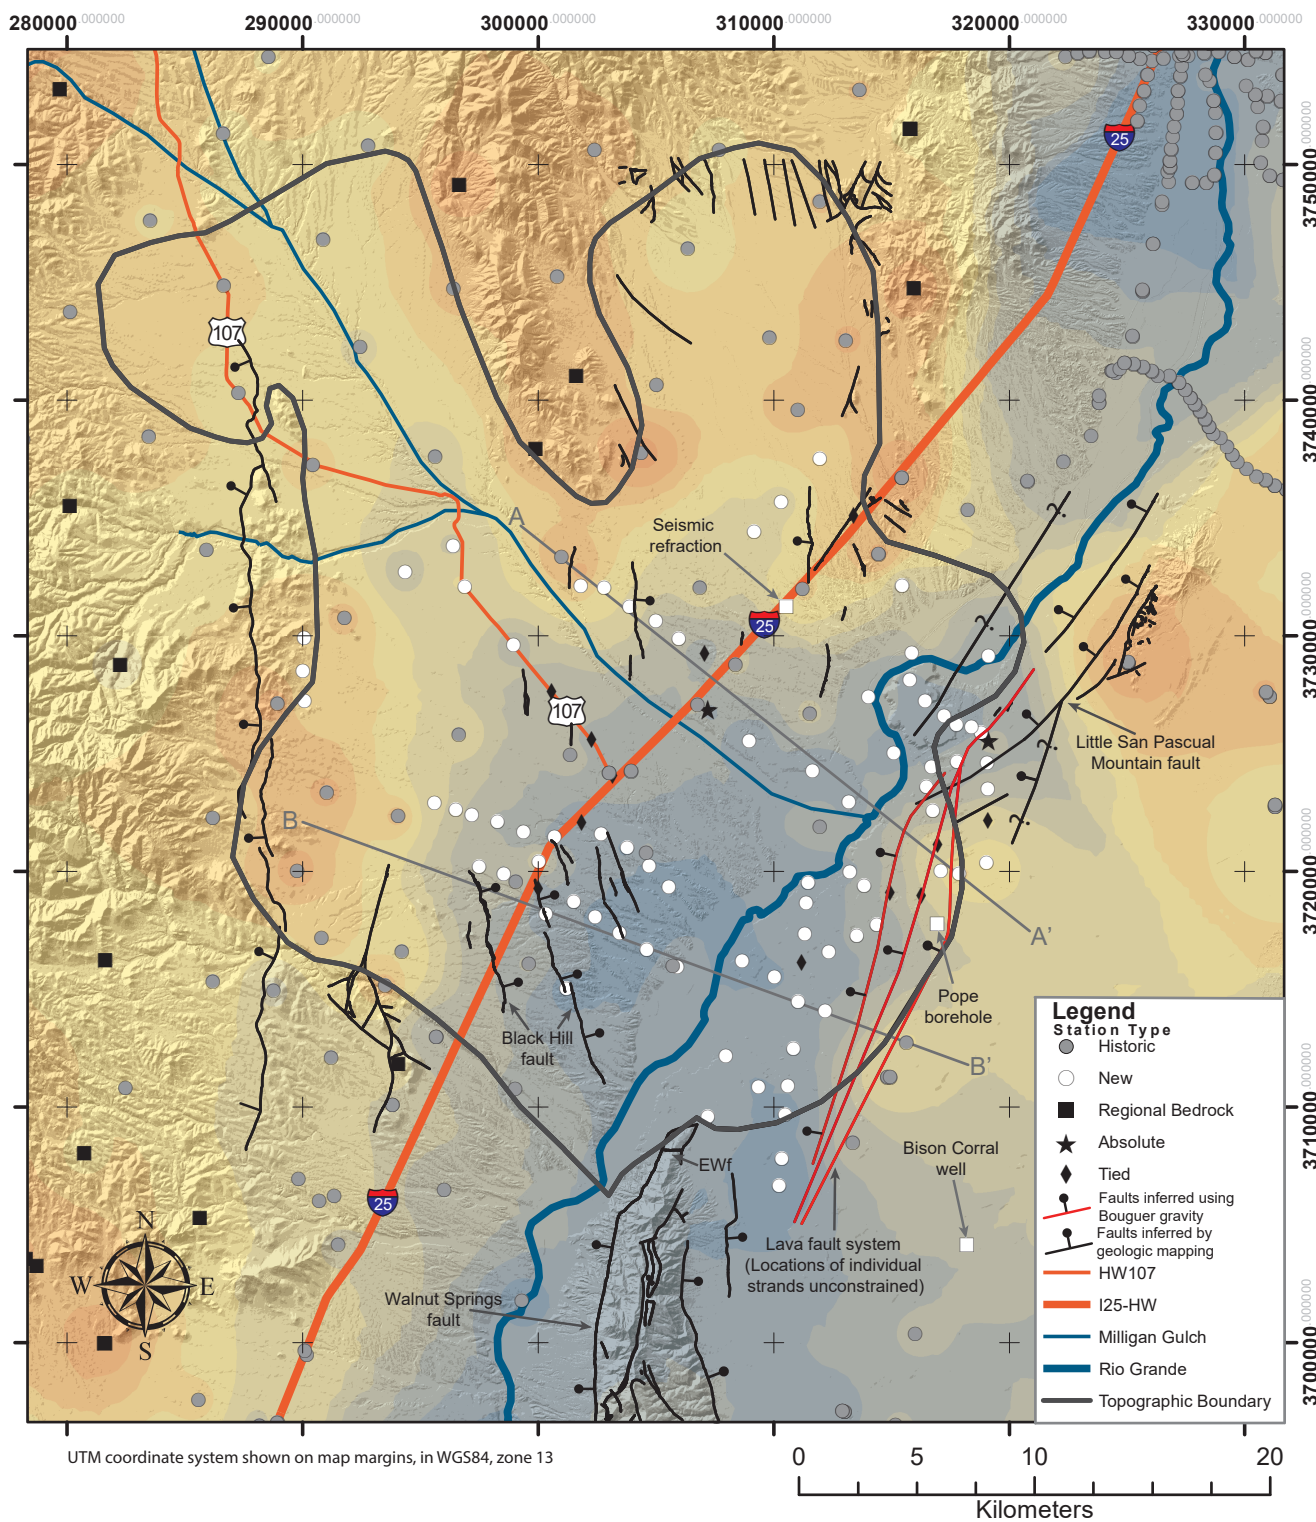 280000.000000 290000.000000 300000.000000 310000.000000 320000.000000 330000.000000
3750000.000000
3740000.000000
3730000.000000
3720000.000000
3710000.000000
3700000.000000
25
107
A
Seismic
refraction
?
25
?
107
Little San Pascual
Mountain fault
?
?
B
A'
Pope
borehole
Black Hill
fault
B'
Bison Corral
well
EWf
25
Lava fault system
(Locations of individual
strands unconstrained)
Walnut Springs
fault
N
W E
S
Legend
Station Type
Historic
New
Regional Bedrock
Absolute
Tied
Faults inferred using
Bouguer gravity
Faults inferred by
geologic mapping
HW107
I25-HW
Milligan Gulch
Rio Grande
Topographic Boundary
UTM coordinate system shown on map margins, in WGS84, zone 13
0 5 10 20
Kilometers